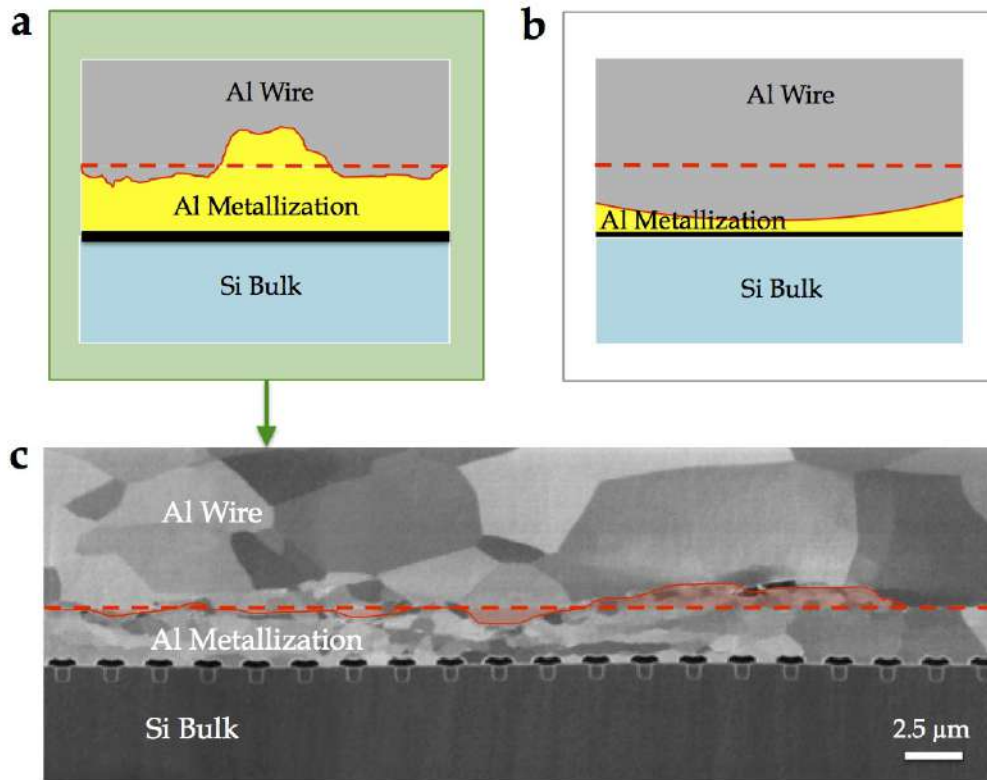 a
Al Wire
Al Metallization
Si Bulk
b
Al Wire
Al Metallization
Si Bulk
c
Al Wire
Al Metallization
Si Bulk
2.5 µm